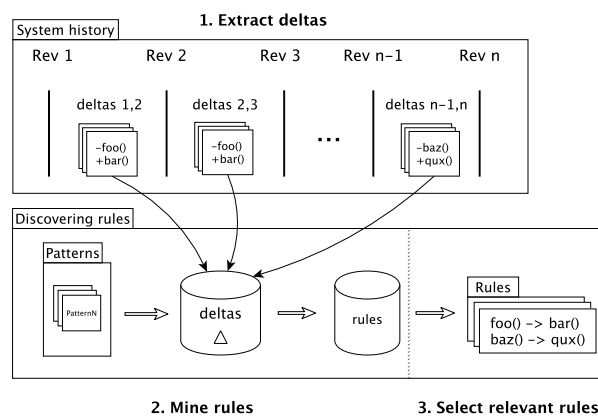 1. Extract deltas
System history
Rev 1 Rev 2 Rev 3 Rev n-1 Rev n
deltas 1,2 deltas 2,3 deltas n-1,n
...
-foo() -foo() -baz()
+bar() +bar() +qux()
Discovering rules
Patterns
PatternN
deltas
△
rules
Rules
foo() -> bar()
baz() -> qux()
2. Mine rules 3. Select relevant rules